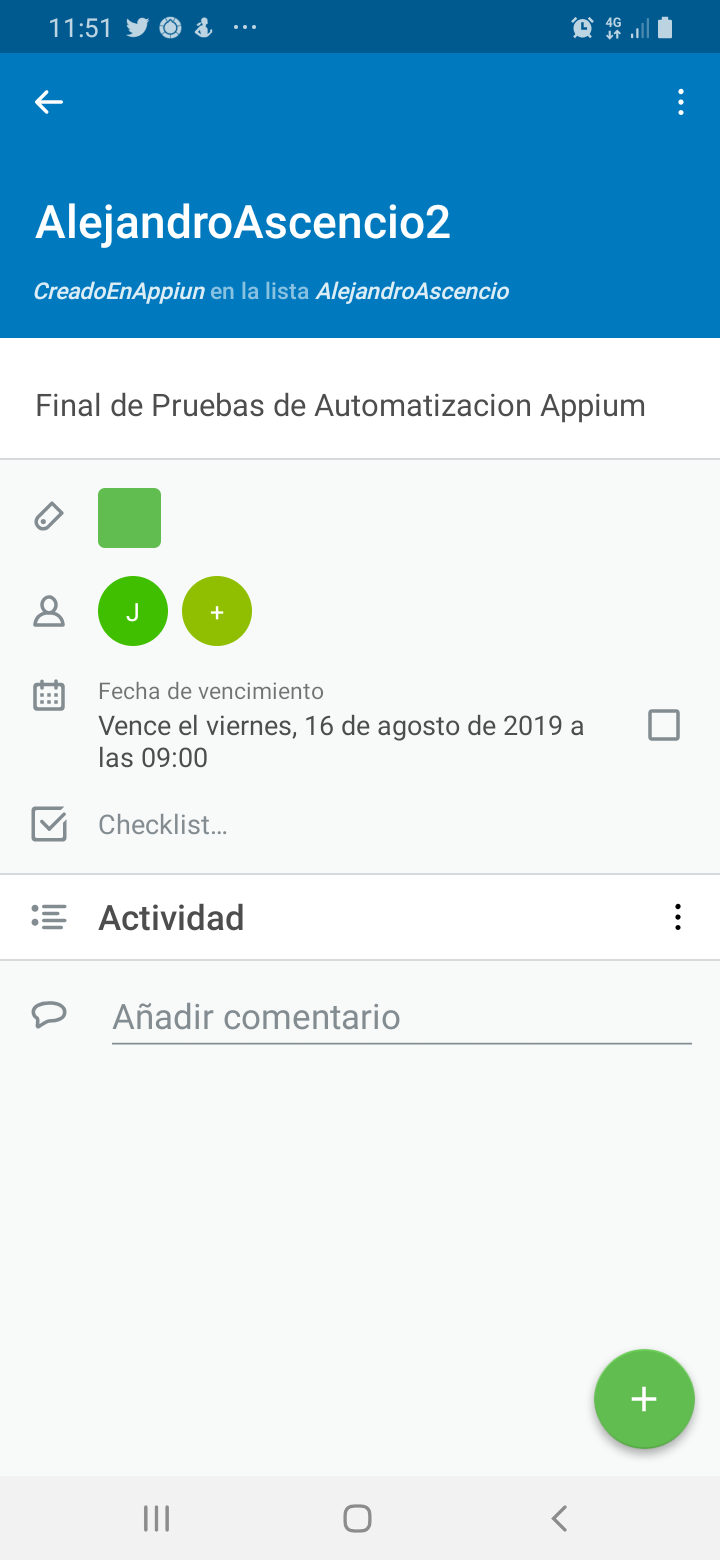 11:51
4G
AlejandroAscencio2
CreadoEnAppiun en la lista AlejandroAscencio
Final de Pruebas de Automatizacion Appium
J +
Fecha de vencimiento
Vence el viernes, 16 de agosto de 2019 a
las 09:00
Checklist…
Actividad
Añadir comentario
+